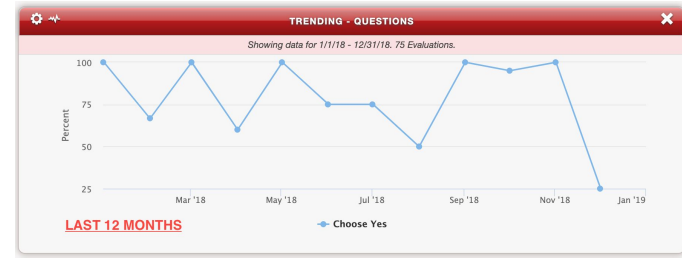 TRENDING - QUESTIONS
Showing data for 1/1/18 - 12/31/18. 75 Evaluations.
100
75
50
25
Percent
Mar '18 May '18 Jul '18 Sep '18 Nov '18 Jan '19
LAST 12 MONTHS
Choose Yes